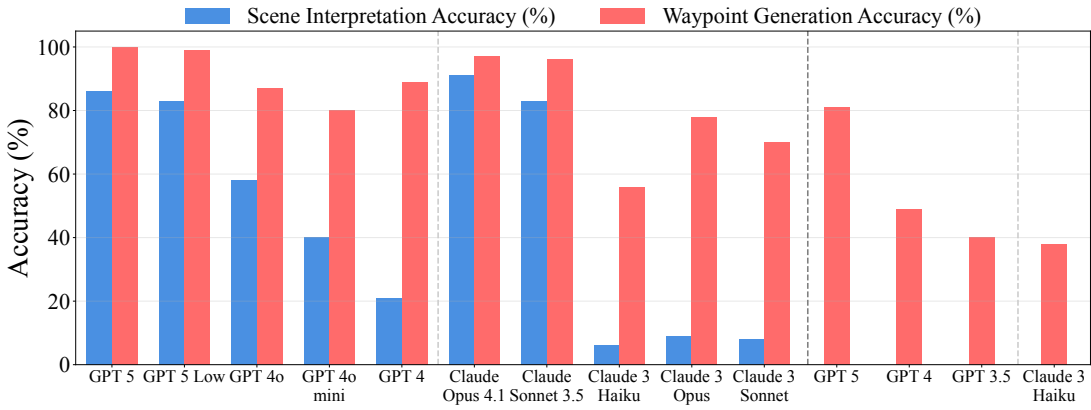 Scene Interpretation Accuracy (%) Waypoint Generation Accuracy (%)
Accuracy (%)
100
80
60
40
20
0
GPT 5 GPT 5 Low GPT 4o GPT 4o mini GPT 4 Claude Opus 4.1 Claude Sonnet 3.5 Claude 3 Haiku Claude 3 Opus Claude 3 Sonnet GPT 5 GPT 4 GPT 3.5 Claude 3 Haiku